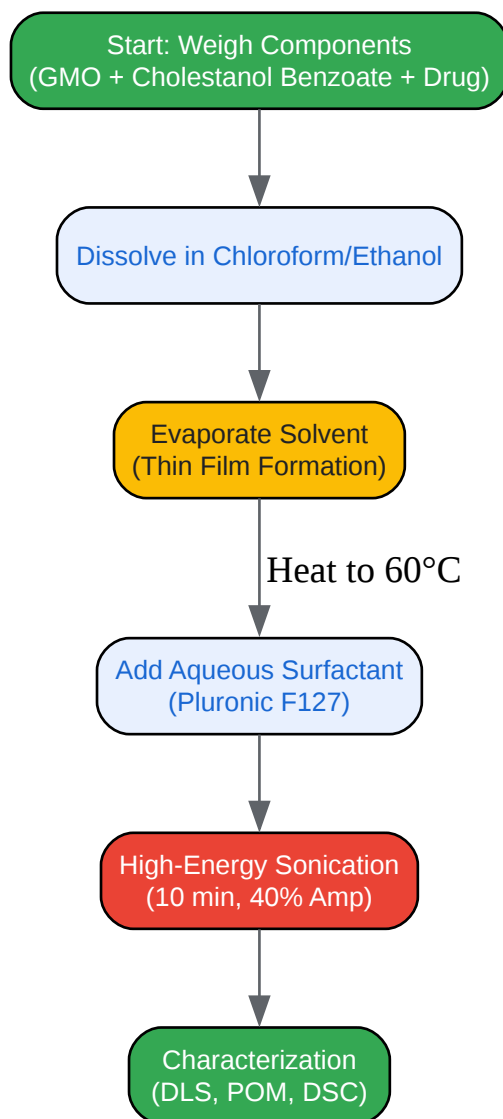 Start: Weigh Components
(GMO + Cholestanol Benzoate + Drug)
Dissolve in Chloroform/Ethanol
Evaporate Solvent
(Thin Film Formation)
Heat to 60°C
Add Aqueous Surfactant
(Pluronic F127)
High-Energy Sonication
(10 min, 40% Amp)
Characterization
(DLS, POM, DSC)